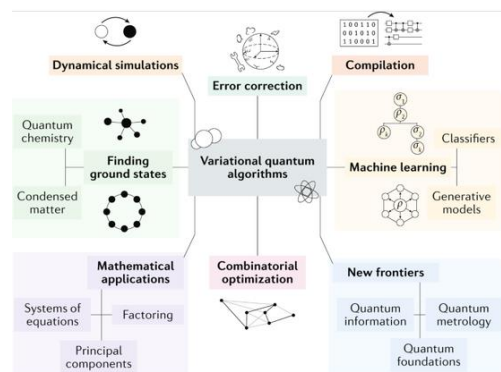 100110
001010
110001
Dynamical simulations
Error correction
Compilation
Quantum
chemistry
Finding
ground states
Condensed
matter
Variational quantum
algorithms
σ₁
ρ₂
Classifiers
Machine learning
ρ
Generative
models
Mathematical
applications
Systems of
equations
Factoring
Principal
components
Combinatorial
optimization
New frontiers
Quantum
information
Quantum
metrology
Quantum
foundations